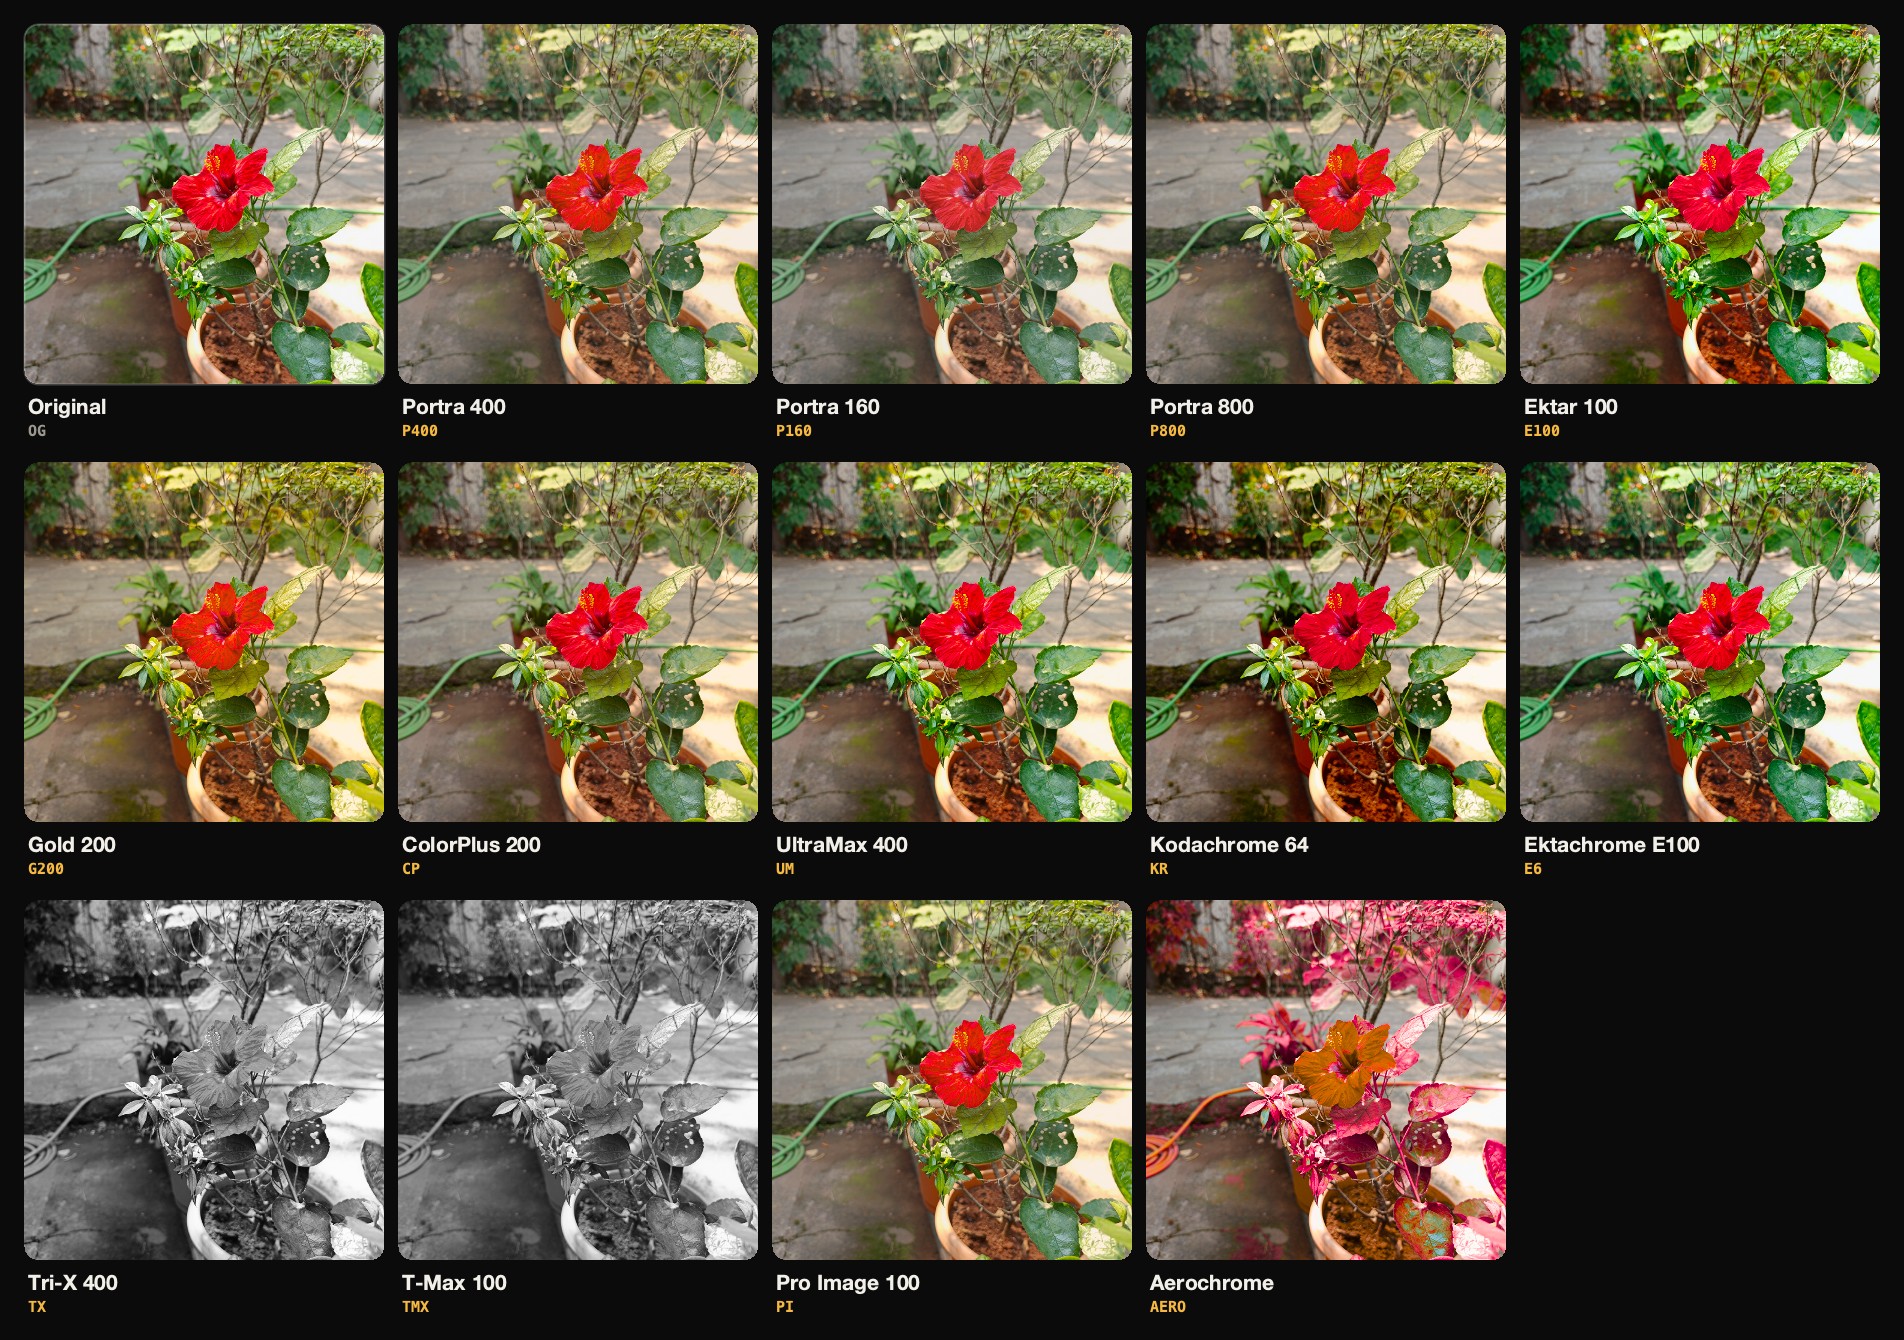 Original
OG
Portra 400
P400
Portra 160
P160
Portra 800
P800
Ektar 100
E100
Gold 200
G200
ColorPlus 200
CP
UltraMax 400
UM
Kodachrome 64
KR
Ektachrome E100
E6
Tri-X 400
TX
T-Max 100
TMX
Pro Image 100
PI
Aerochrome
AERO